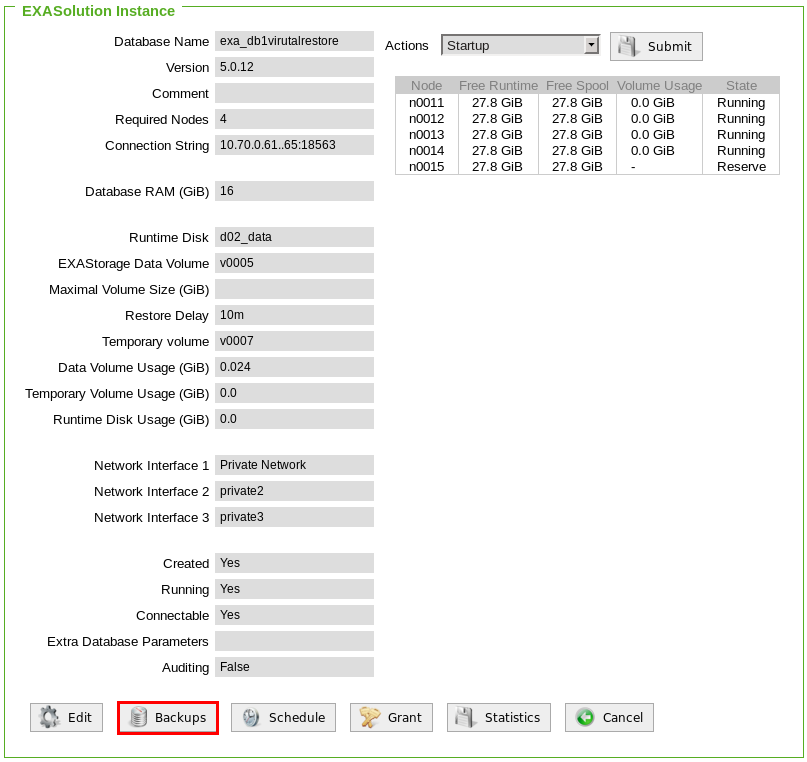 EXASolution Instance
Database Name exa_db1virutalrestore
Version 5.0.12
Comment
Required Nodes 4
Connection String 10.70.0.61..65:18563
Database RAM (GiB) 16
Runtime Disk d02_data
EXAStorage Data Volume v0005
Maximal Volume Size (GiB)
Restore Delay 10m
Temporary volume v0007
Data Volume Usage (GiB) 0.024
Temporary Volume Usage (GiB) 0.0
Runtime Disk Usage (GiB) 0.0
Network Interface 1 Private Network
Network Interface 2 private2
Network Interface 3 private3
Created Yes
Running Yes
Connectable Yes
Extra Database Parameters
Auditing False
Actions Startup Submit
Node Free Runtime Free Spool Volume Usage State
n0011 27.8 GiB 27.8 GiB 0.0 GiB Running
n0012 27.8 GiB 27.8 GiB 0.0 GiB Running
n0013 27.8 GiB 27.8 GiB 0.0 GiB Running
n0014 27.8 GiB 27.8 GiB 0.0 GiB Running
n0015 27.8 GiB 27.8 GiB - Reserve
Edit Backups Schedule Grant Statistics Cancel